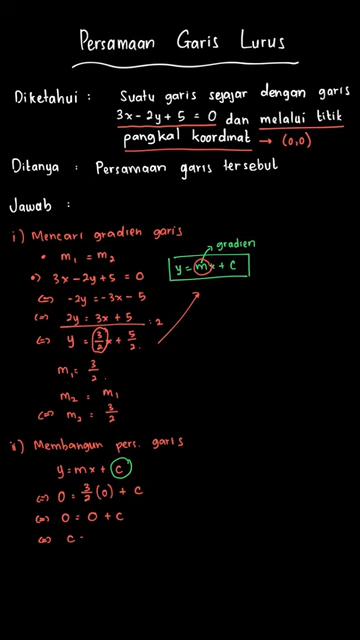 Persamaan Garis Lurus
Diketahui : Suatu garis sejajar dengan garis
3x - 2y + 5 = 0 dan melalui titik
pangkal koordinat → (0,0)
Ditanya : Persamaan garis tersebut
Jawab :
i) Mencari gradien garis
• m₁ = m₂
•) 3x - 2y + 5 = 0
⇔ -2y = -3x - 5
⇔ 2y = 3x + 5
: 2
⇔ y = 3/2 x + 5/2
gradien
y = mx + c
m₁ = 3/2
m₂ = m₁
⇔ m₂ = 3/2
ii) Membangun pers. garis
y = mx + c
⇔ 0 = 3/2 (0) + c
⇔ 0 = 0 + c
⇔ c -